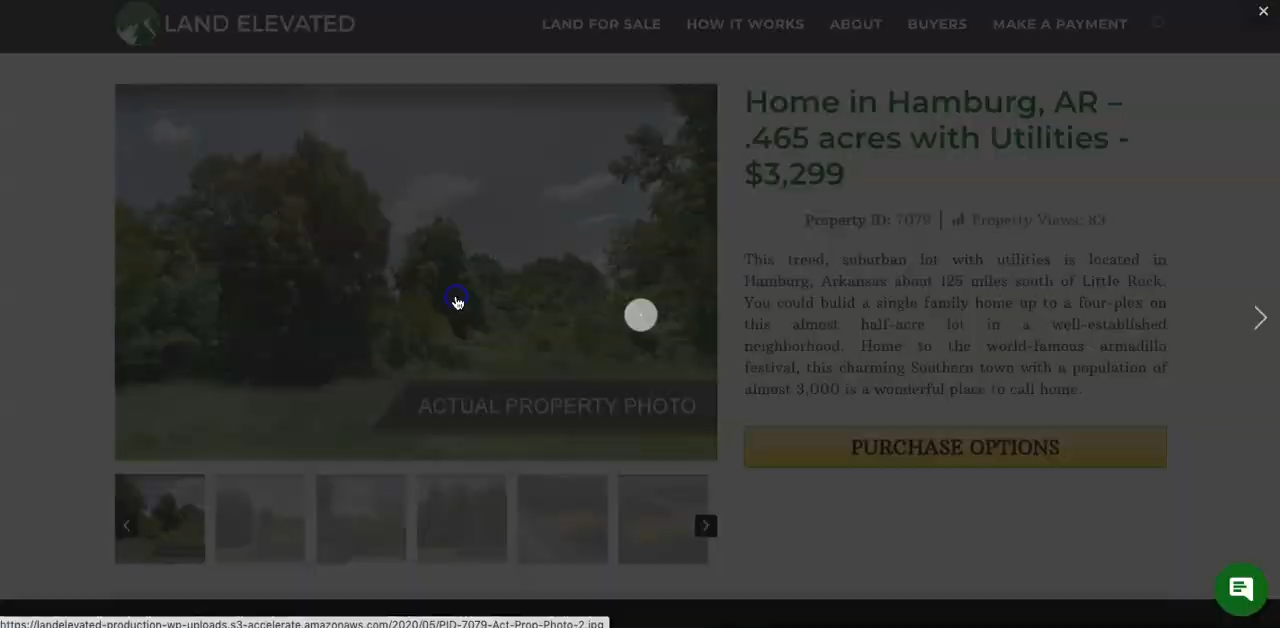 LAND ELEVATED
LAND FOR SALE HOW IT WORKS ABOUT BUYERS MAKE A PAYMENT
Home in Hamburg, AR –
.465 acres with Utilities -
$3,299
Property ID: 7079 | Property Views: 83
This treed, suburban lot with utilities is located in
Hamburg, Arkansas about 125 miles south of Little Rock.
You could bulid a single family home up to a four-plex on
this almost half-acre lot in a well-established
neighborhood. Home to the world-famous armadillo
festival, this charming Southern town with a population of
almost 3,000 is a wonderful place to call home.
ACTUAL PROPERTY PHOTO
PURCHASE OPTIONS
https://landelevated-production-wp-uploads.s3-accelerate.amazonaws.com/2020/05/PID-7079-Act-Prop-Photo-2.jpg